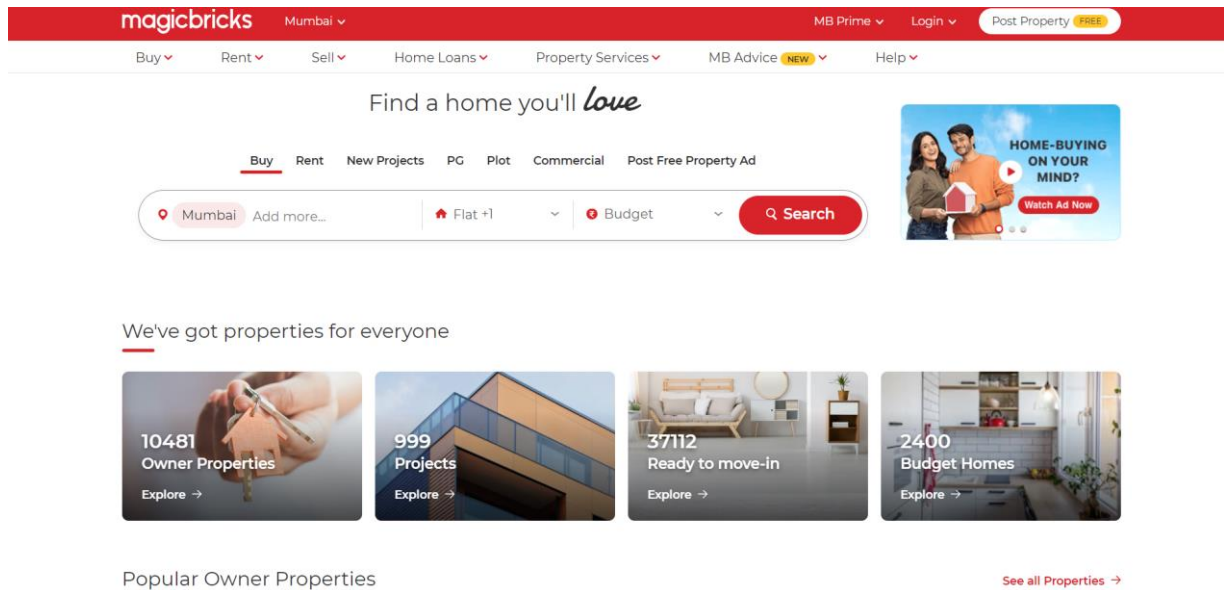 magicbricks Mumbai MB Prime Login Post Property FREE
Buy Rent Sell Home Loans Property Services MB Advice NEW Help
Find a home you'll love
Buy Rent New Projects PG Plot Commercial Post Free Property Ad
Mumbai Add more... Flat +1 Budget Search
HOME-BUYING
ON YOUR
MIND?
Watch Ad Now
We've got properties for everyone
10481
Owner Properties
Explore →
999
Projects
Explore →
37112
Ready to move-in
Explore →
2400
Budget Homes
Explore →
Popular Owner Properties See all Properties →